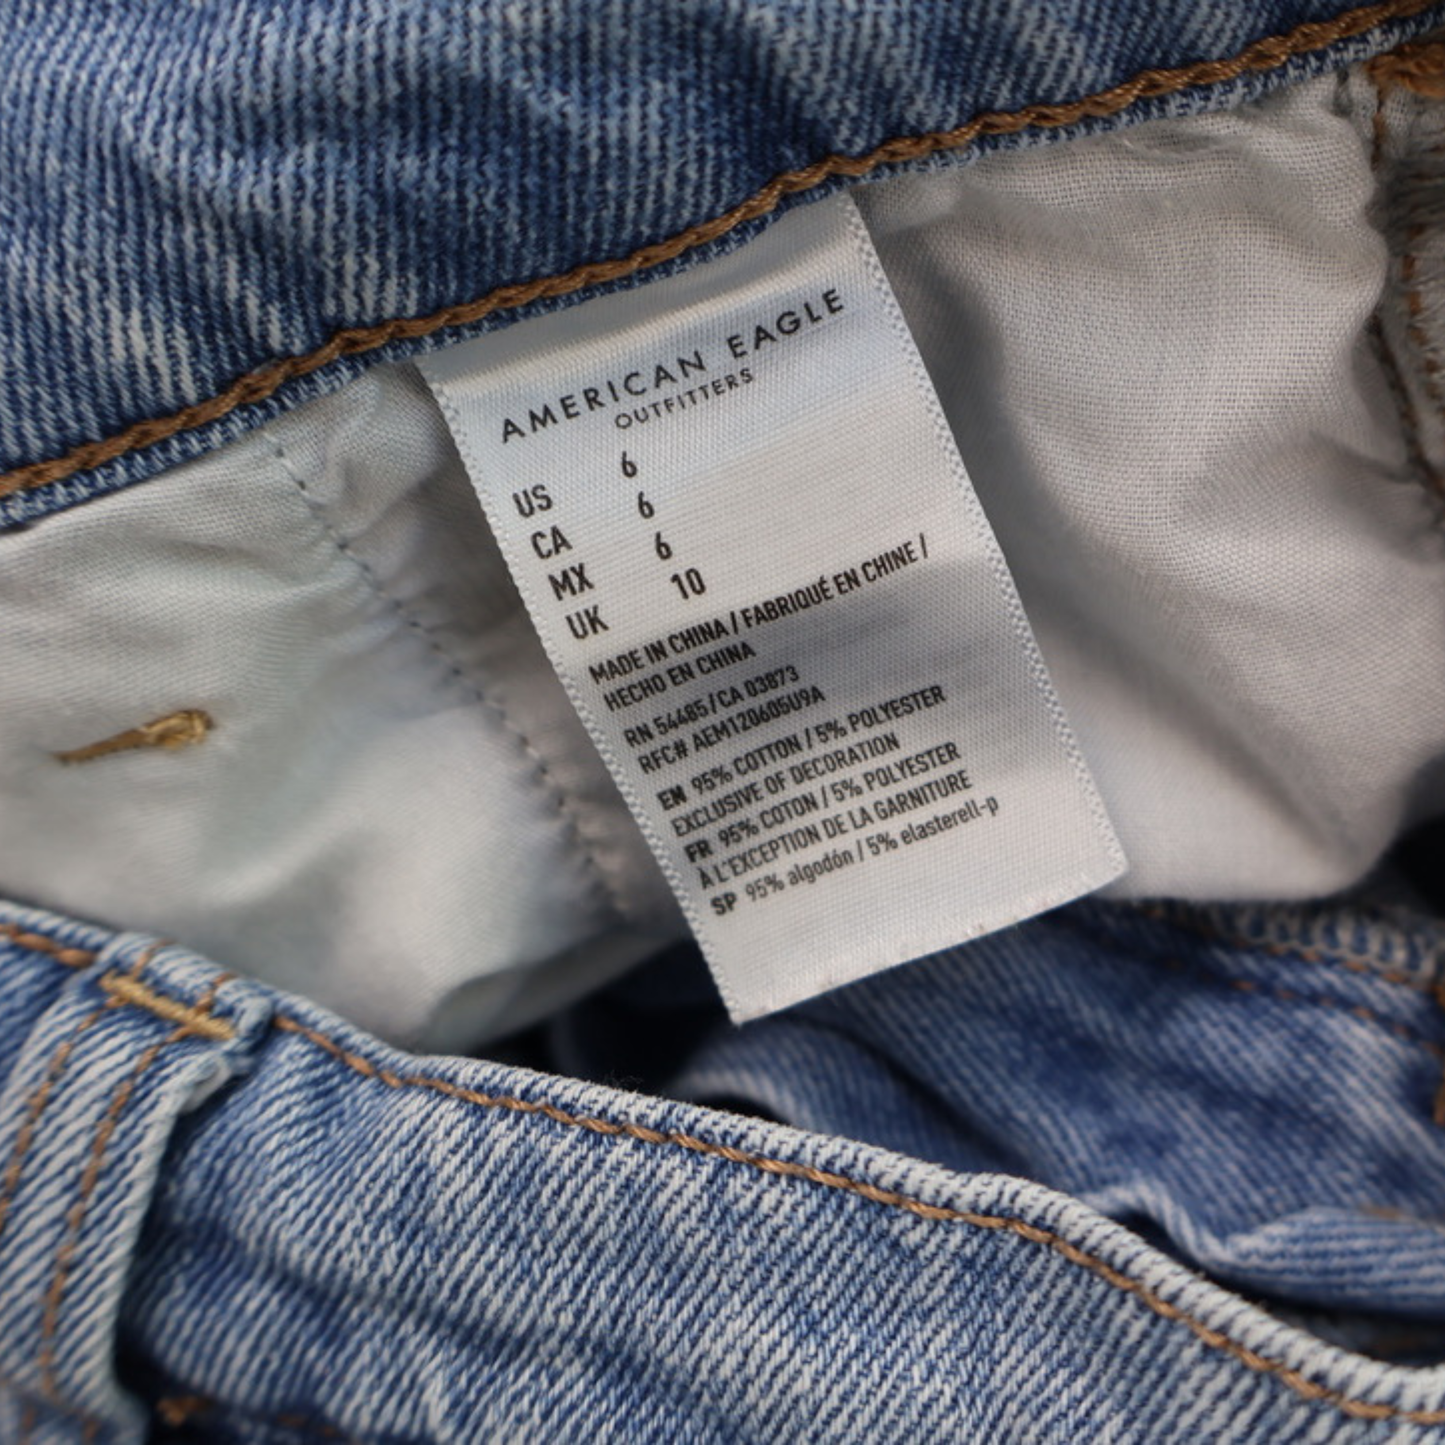 AMERICAN EAGLE
OUTFITTERS
US 6
CA 6
MX 6
UK 10
MADE IN CHINA / FABRIQUÉ EN CHINE /
HECHO EN CHINA
RN 54485 / CA 03873
RFC# AEM120605U9A
EN 95% COTTON / 5% POLYESTER
EXCLUSIVE OF DECORATION
FR 95% COTON / 5% POLYESTER
À L'EXCEPTION DE LA GARNITURE
SP 95% algodón / 5% elasterell-p